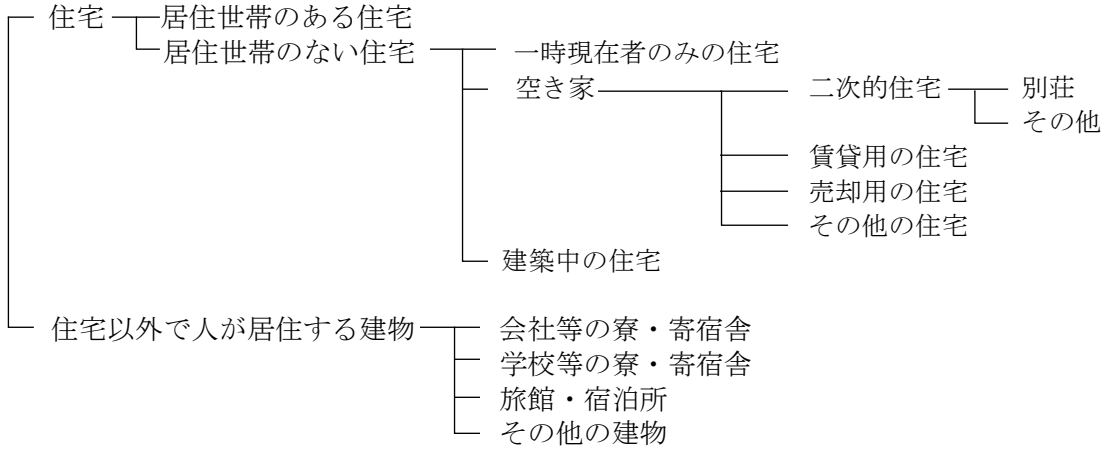 住宅 居住世帯のある住宅
居住世帯のない住宅 一時現在者のみの住宅
空き家 二次的住宅 別荘
その他
賃貸用の住宅
売却用の住宅
その他の住宅
建築中の住宅
住宅以外で人が居住する建物 会社等の寮・寄宿舎
学校等の寮・寄宿舎
旅館・宿泊所
その他の建物